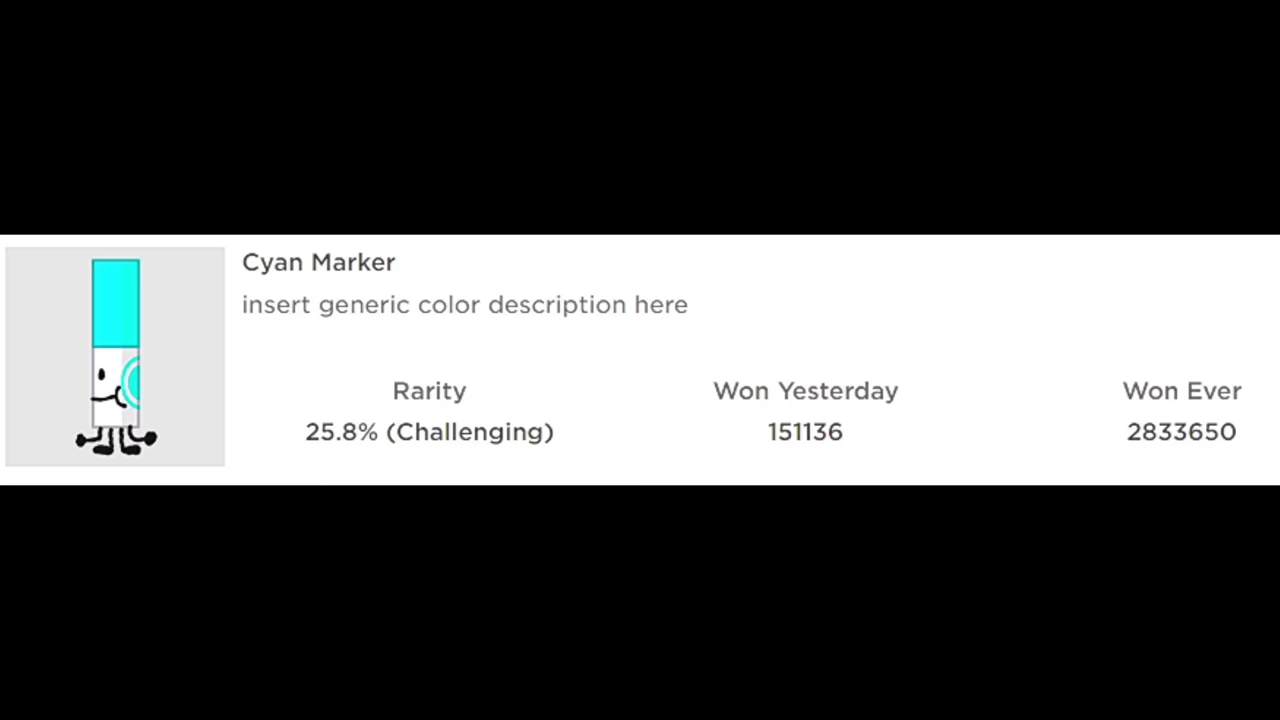 Cyan Marker
insert generic color description here
Rarity Won Yesterday Won Ever
25.8% (Challenging) 151136 2833650